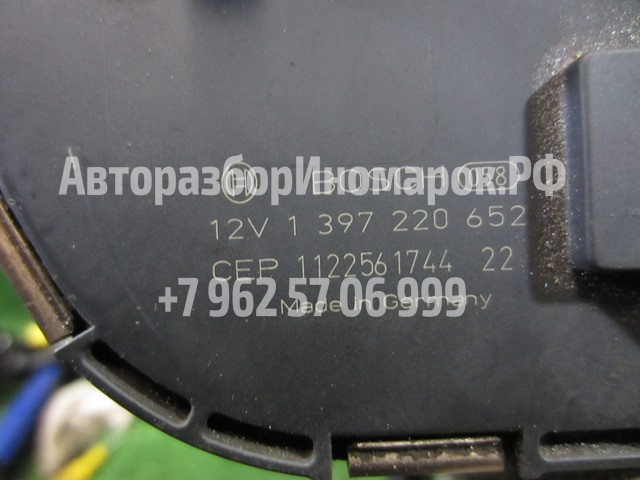 АвторазборИномарок.РФ
BOSCH 038
12V 1 397 220 652
CEP 1122561744 22
+7 962 57 06 999
Made in Germany